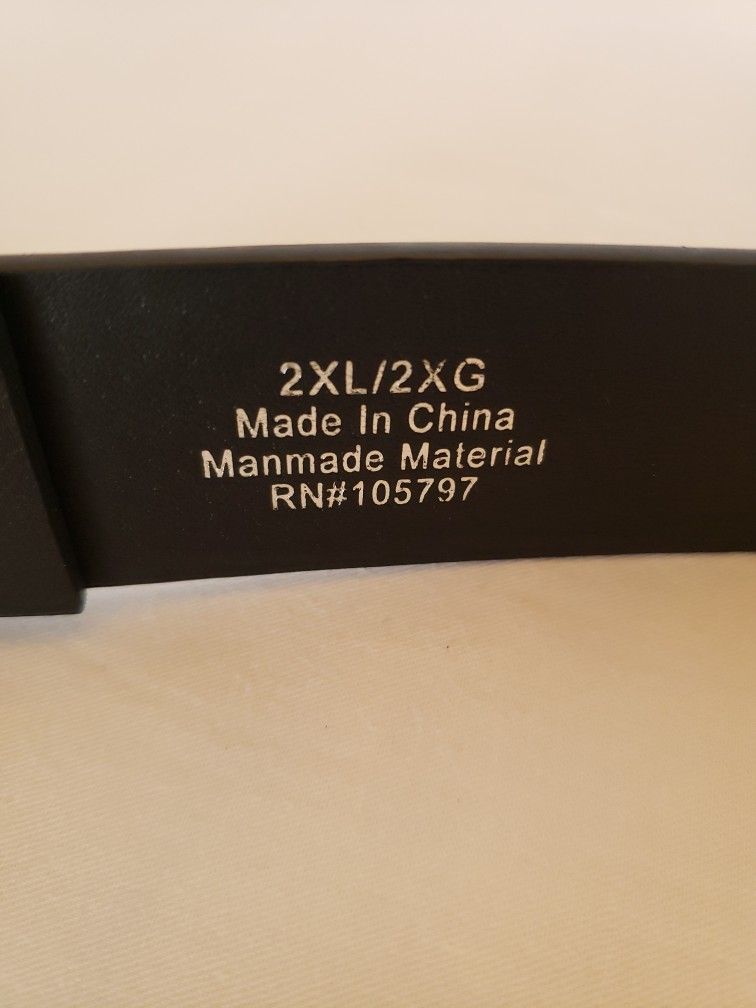 2XL/2XG
Made In China
Manmade Material
RN#105797